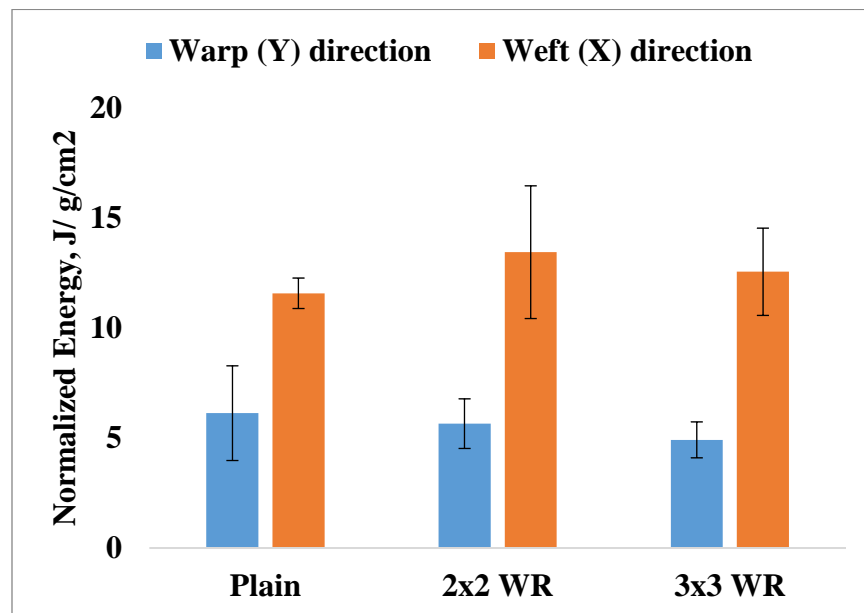 Warp (Y) direction Weft (X) direction
Normalized Energy, J/ g/cm2
20
15
10
5
0
Plain 2x2 WR 3x3 WR